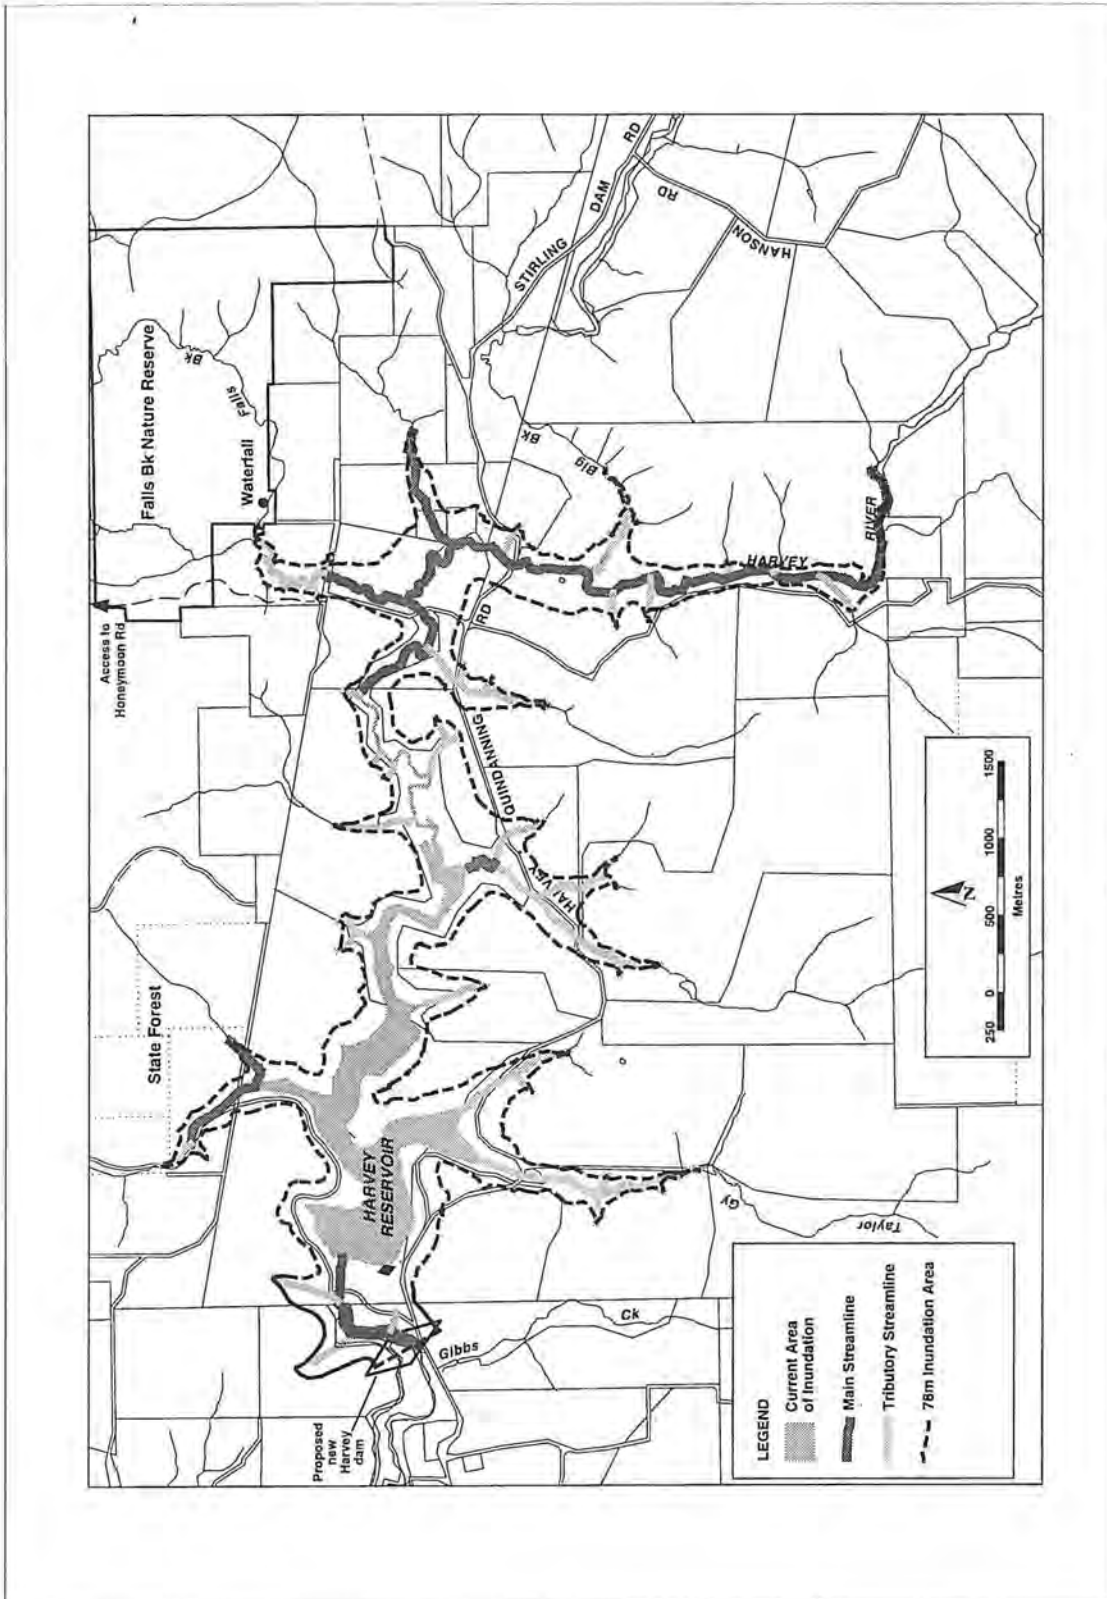 Access to
Honeymoon Rd
Falls Bk Nature Reserve
Waterfall
Falls
Bk
State Forest
STIRLING
DAM
RD
HANSON
RD
Big
Bk
HARVEY
RIVER
QUINDANNING
RD
HARVEY
RESERVOIR
Proposed
new
Harvey
dam
Gibbs
Ck
Taylor
Gy
LEGEND
Current Area
of Inundation
Main Streamline
Tributory Streamline
78m Inundation Area
N
250 0 500 1000 1500
Metres